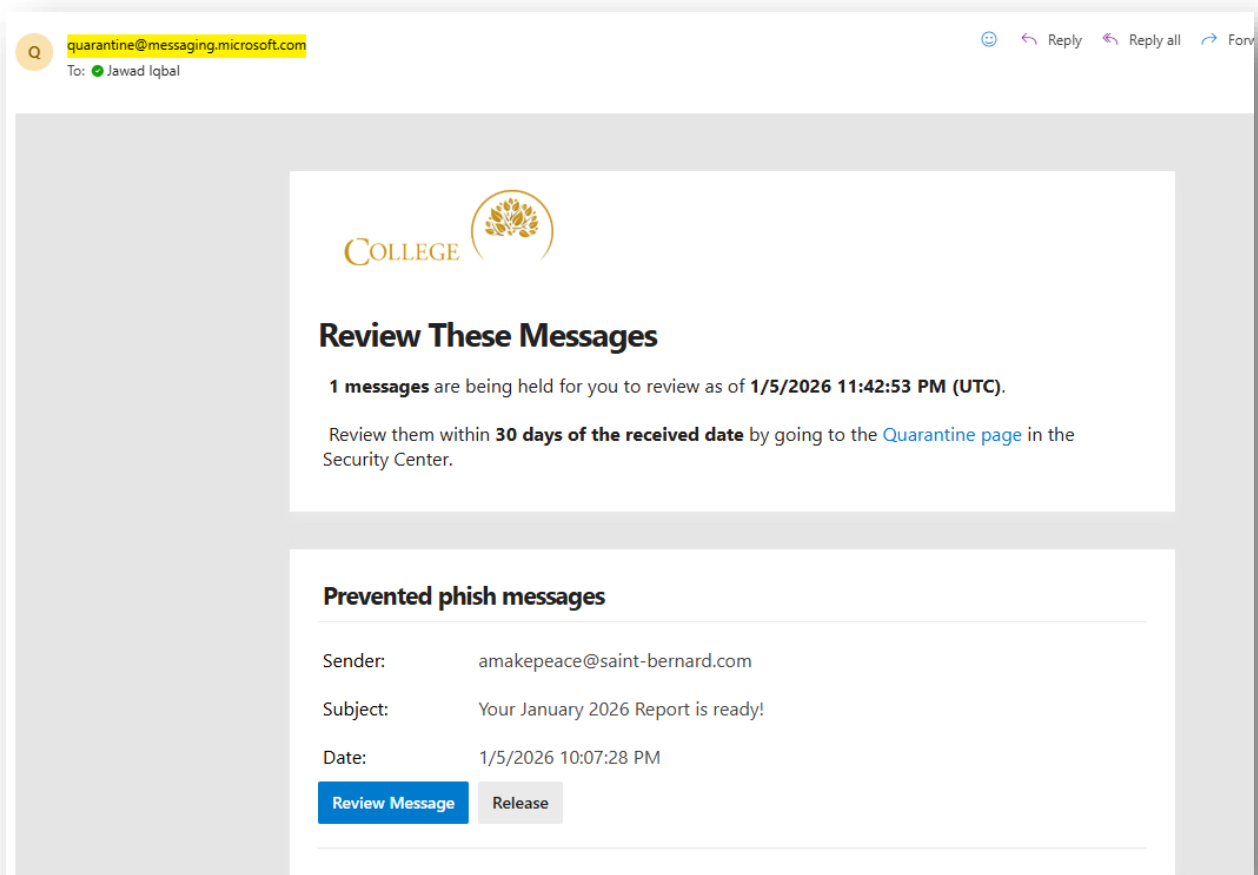 Q
quarantine@messaging.microsoft.com
Reply
Reply all
Forw
To: Jawad Iqbal
COLLEGE
Review These Messages
1 messages are being held for you to review as of 1/5/2026 11:42:53 PM (UTC).
Review them within 30 days of the received date by going to the Quarantine page in the
Security Center.
Prevented phish messages
Sender: amakepeace@saint-bernard.com
Subject: Your January 2026 Report is ready!
Date: 1/5/2026 10:07:28 PM
Review Message Release